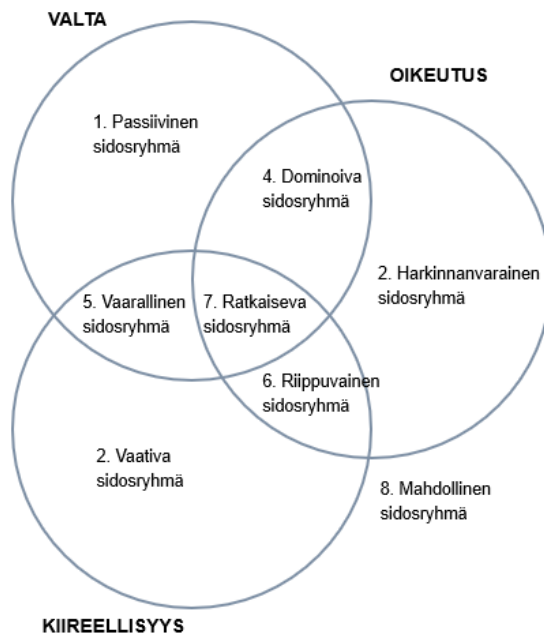 VALTA
OIKEUTUS
1. Passiivinen
sidosryhmä
4. Dominoiva
sidosryhmä
2. Harkinnanvarainen
sidosryhmä
5. Vaarallinen
sidosryhmä
7. Ratkaiseva
sidosryhmä
6. Riippuvainen
sidosryhmä
2. Vaativa
sidosryhmä
8. Mahdollinen
sidosryhmä
KIIREELLISYYS